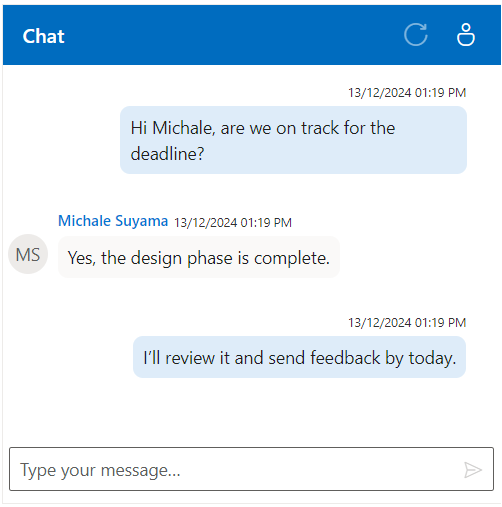 Chat
13/12/2024 01:19 PM
Hi Michale, are we on track for the
deadline?
Michale Suyama 13/12/2024 01:19 PM
MS
Yes, the design phase is complete.
13/12/2024 01:19 PM
I’ll review it and send feedback by today.
Type your message…